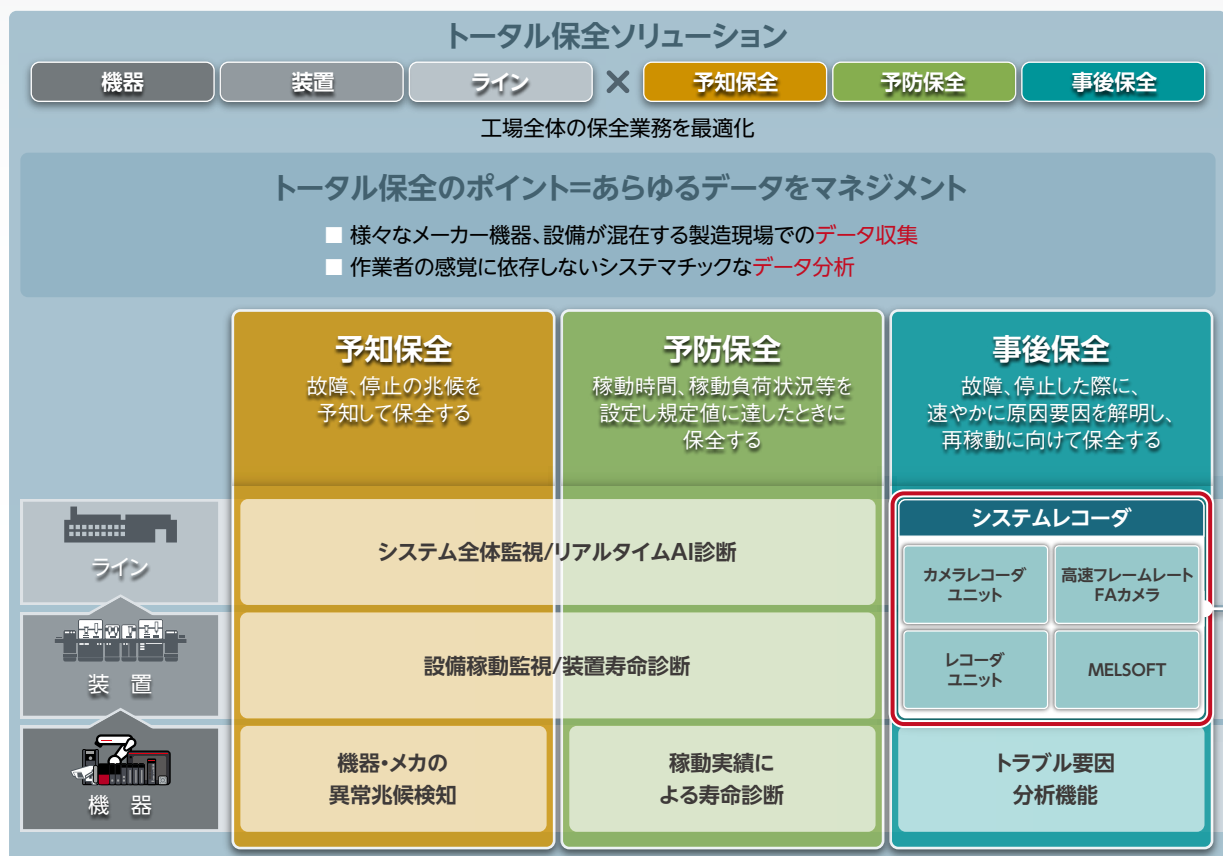 トータル保全ソリューション
機器 装置 ライン × 予知保全 予防保全 事後保全
工場全体の保全業務を最適化
トータル保全のポイント=あらゆるデータをマネジメント
■ 様々なメーカー機器、設備が混在する製造現場でのデータ収集
■ 作業者の感覚に依存しないシステマチックなデータ分析
予知保全
故障、停止の兆候を
予知して保全する
予防保全
稼動時間、稼動負荷状況等を
設定し規定値に達したときに
保全する
事後保全
故障、停止した際に、
速やかに原因要因を解明し、
再稼動に向けて保全する
ライン
システム全体監視/リアルタイムAI診断
システムレコーダ
カメラレコーダ
ユニット
高速フレームレート
FAカメラ
レコーダ
ユニット
MELSOFT
装 置
設備稼動監視/装置寿命診断
機 器
機器・メカの
異常兆候検知
稼動実績に
よる寿命診断
トラブル要因
分析機能